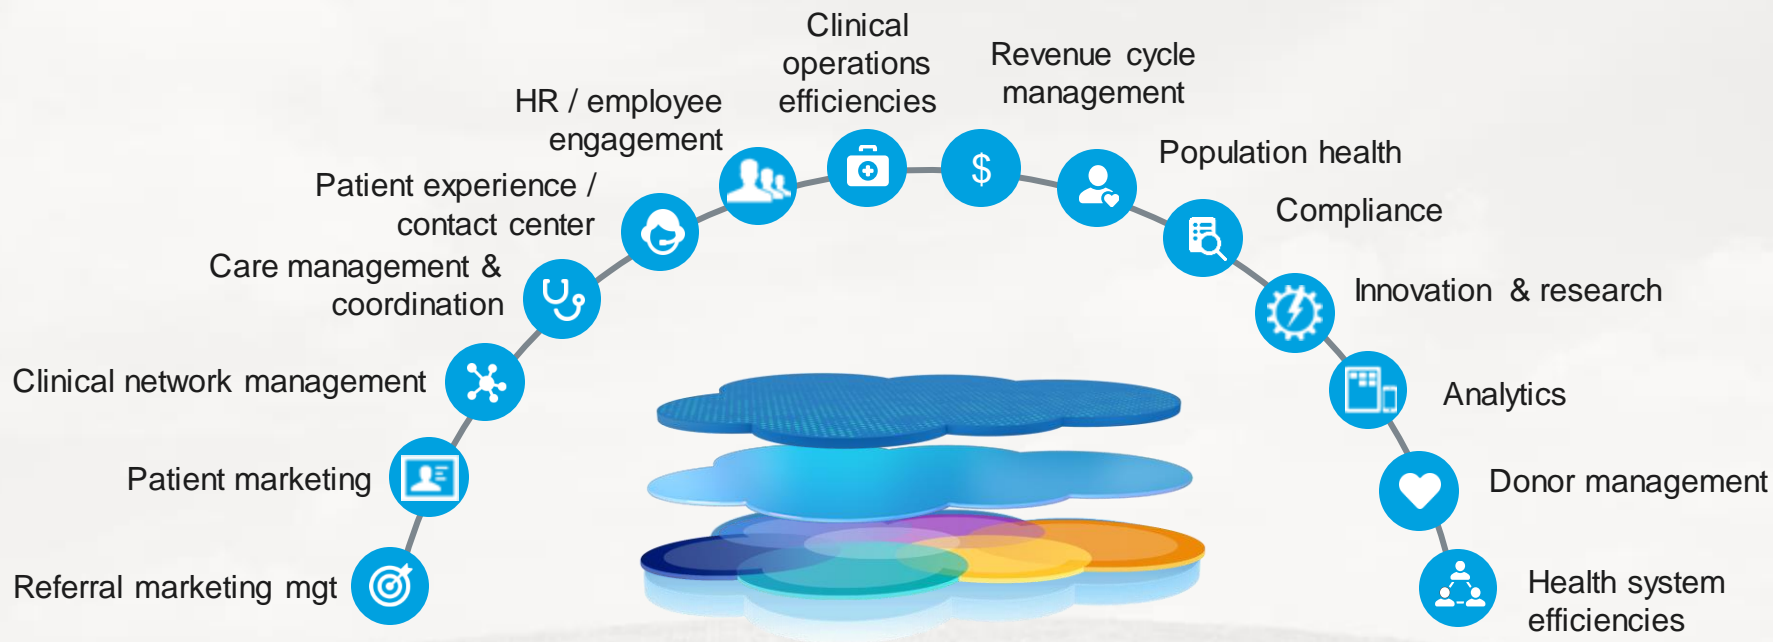 Clinical
operations
efficiencies
Revenue cycle
management
HR / employee
engagement
Population health
Patient experience /
contact center
Compliance
Care management &
coordination
Innovation & research
Clinical network management
Analytics
Patient marketing
Donor management
Referral marketing mgt
Health system
efficiencies
$